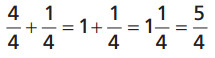 4/4 + 1/4 = 1 + 1/4 = 1 1/4 = 5/4